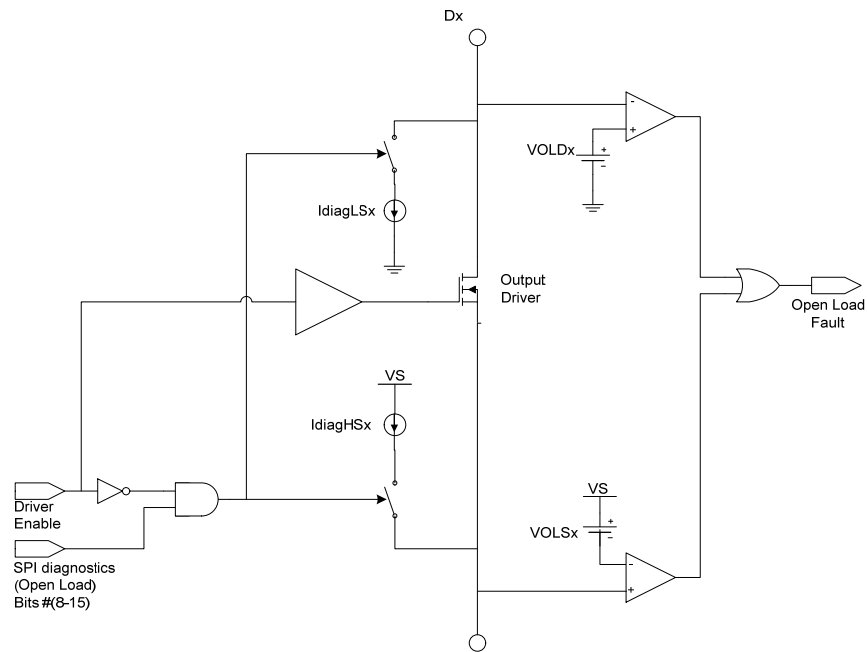 Dx
-
+
VOLDx
+
-
IdiagLSx
Output
Driver
Open Load
Fault
-
VS
IdiagHSx
Driver
Enable
VS
VOLSx
+
-
-
+
SPI diagnostics
(Open Load)
Bits #(8-15)